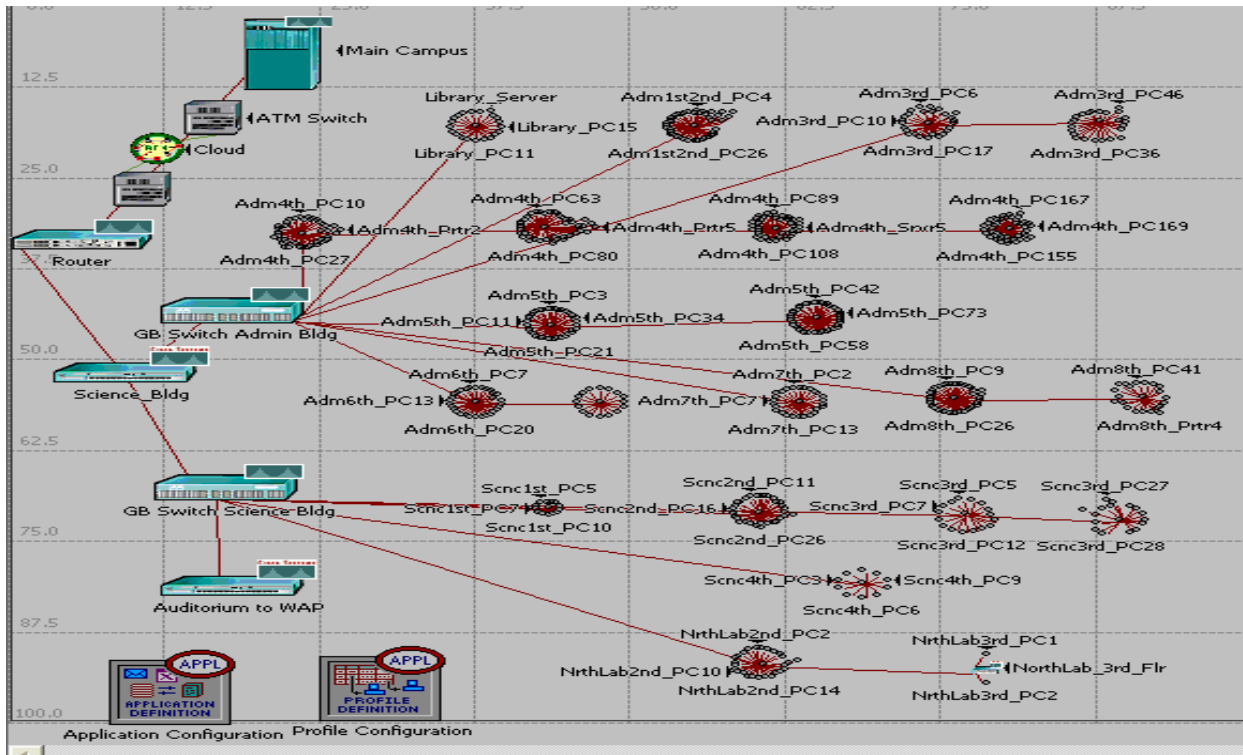 12.5
Main Campus
ATM Switch
Cloud
25.0
Router
37.5
GB Switch Admin Bldg
50.0
Science_Bldg
62.5
GB Switch Science Bldg
75.0
Auditorium to WAP
87.5
100.0
Library_Server
Library_PC15
Library_PC11
Adm1st2nd_PC4
Adm1st2nd_PC26
Adm3rd_PC6
Adm3rd_PC10
Adm3rd_PC17
Adm3rd_PC46
Adm3rd_PC36
Adm4th_PC10
Adm4th_Prtr2
Adm4th_PC27
Adm4th_PC63
Adm4th_Prtr5
Adm4th_PC80
Adm4th_PC89
Adm4th_Srvr5
Adm4th_PC108
Adm4th_PC167
Adm4th_PC169
Adm4th_PC155
Adm5th_PC3
Adm5th_PC11
Adm5th_PC34
Adm5th_PC21
Adm5th_PC42
Adm5th_PC73
Adm5th_PC58
Adm6th_PC7
Adm6th_PC13
Adm6th_PC20
Adm7th_PC2
Adm7th_PC7
Adm7th_PC13
Adm8th_PC9
Adm8th_PC26
Adm8th_PC41
Adm8th_Prtr4
Scnc1st_PC5
Scnc1st_PC7
Scnc1st_PC10
Scnc2nd_PC11
Scnc2nd_PC16
Scnc2nd_PC26
Scnc3rd_PC5
Scnc3rd_PC7
Scnc3rd_PC12
Scnc3rd_PC27
Scnc3rd_PC28
Scnc4th_PC3
Scnc4th_PC9
Scnc4th_PC6
NrthLab2nd_PC2
NrthLab2nd_PC10
NrthLab2nd_PC14
NrthLab3rd_PC1
NorthLab_3rd_Flr
NrthLab3rd_PC2
APPL
APPLICATION
DEFINITION
Application Configuration
APPL
PROFILE
DEFINITION
Profile Configuration